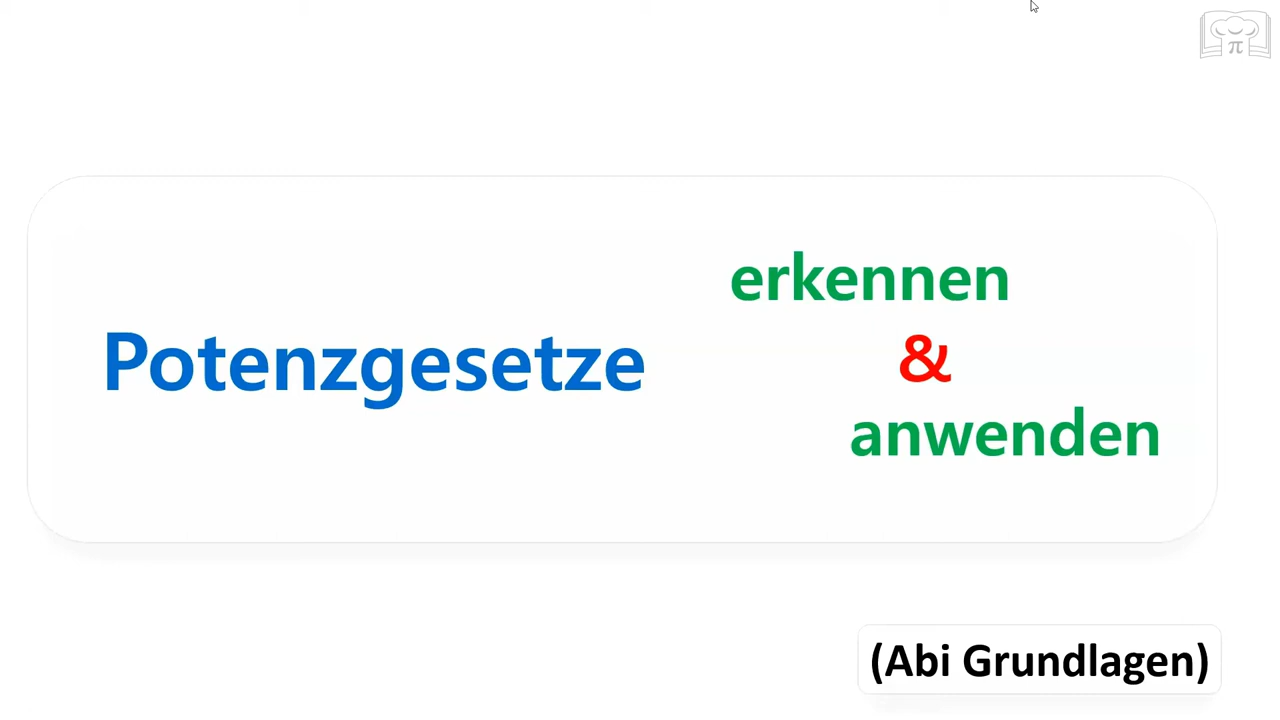 Potenzgesetze
erkennen
&
anwenden
(Abi Grundlagen)
π